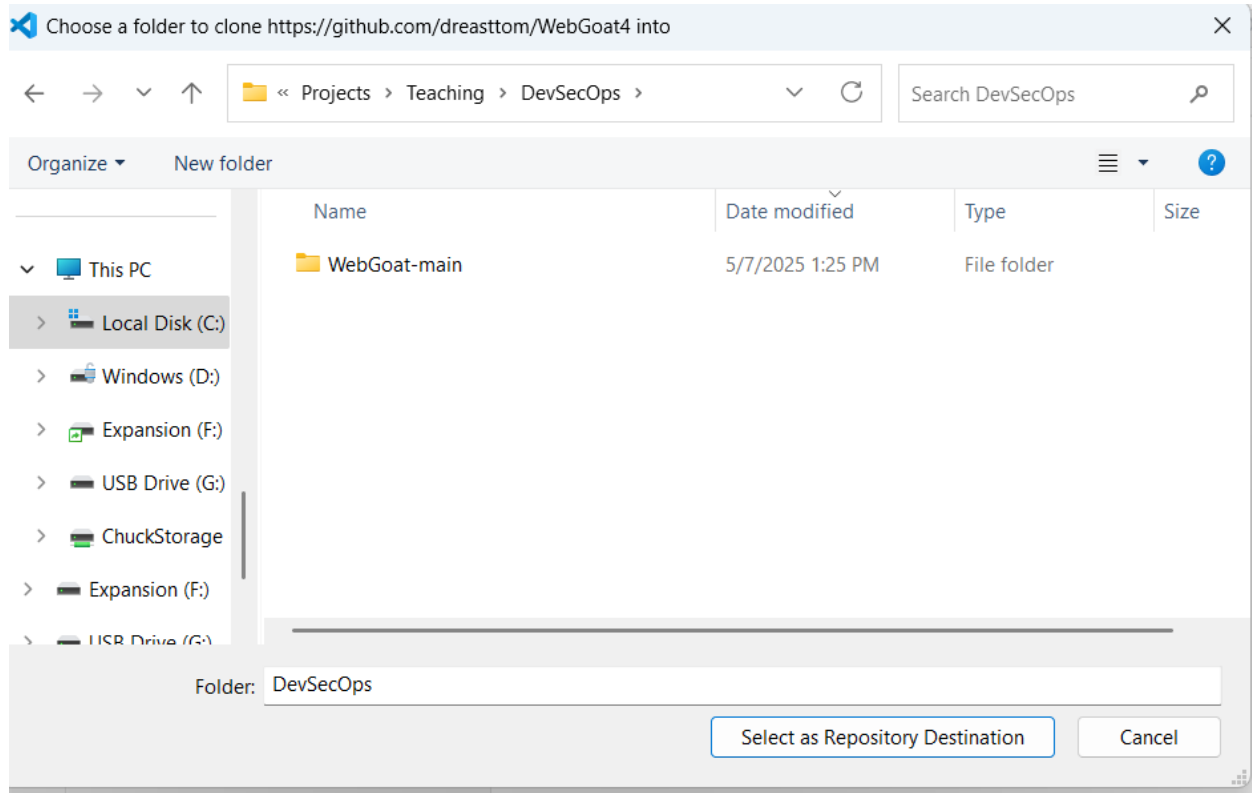 Choose a folder to clone https://github.com/dreasttom/WebGoat4 into
« Projects > Teaching > DevSecOps >
Search DevSecOps
Organize
New folder
?
Name
Date modified
Type
Size
This PC
Local Disk (C:)
Windows (D:)
Expansion (F:)
USB Drive (G:)
ChuckStorage
Expansion (F:)
USB Drive (G:)
WebGoat-main
5/7/2025 1:25 PM
File folder
Folder: DevSecOps
Select as Repository Destination
Cancel